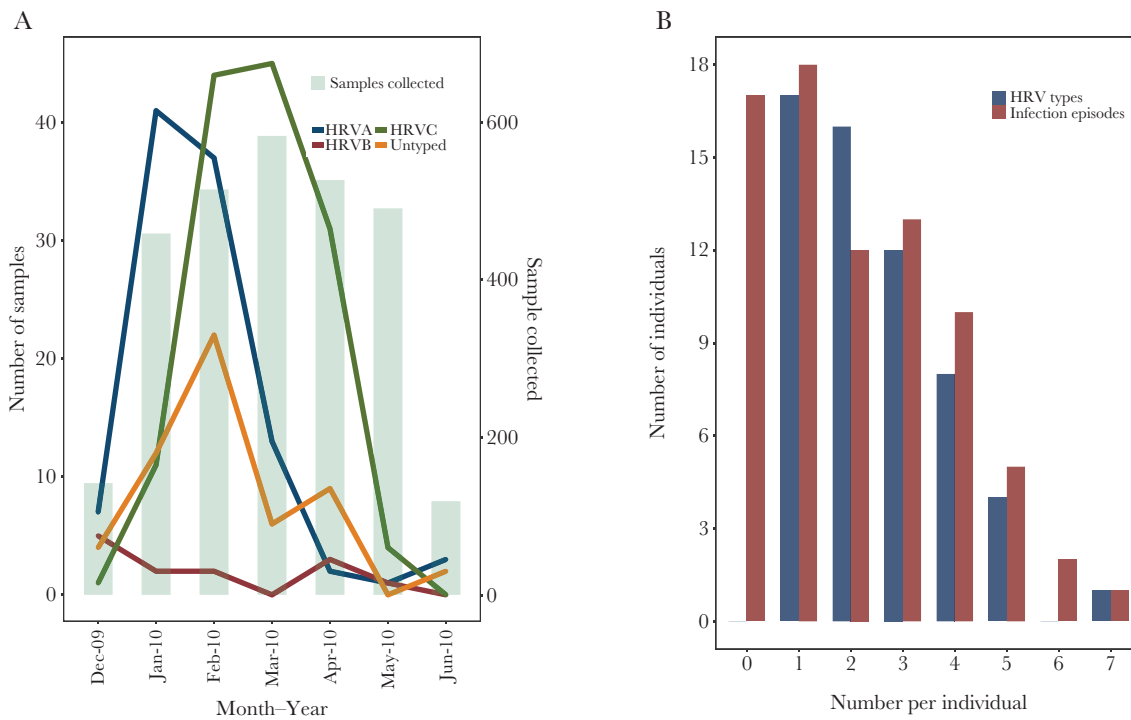 A
Samples collected
HRVA HRVC
HRVB Untyped
Number of samples
40
30
20
10
0
Sample collected
600
400
200
0
Dec-09 Jan-10 Feb-10 Mar-10 Apr-10 May-10 Jun-10
Month–Year
B
HRV types
Infection episodes
Number of individuals
18
15
12
9
6
3
0
0 1 2 3 4 5 6 7
Number per individual